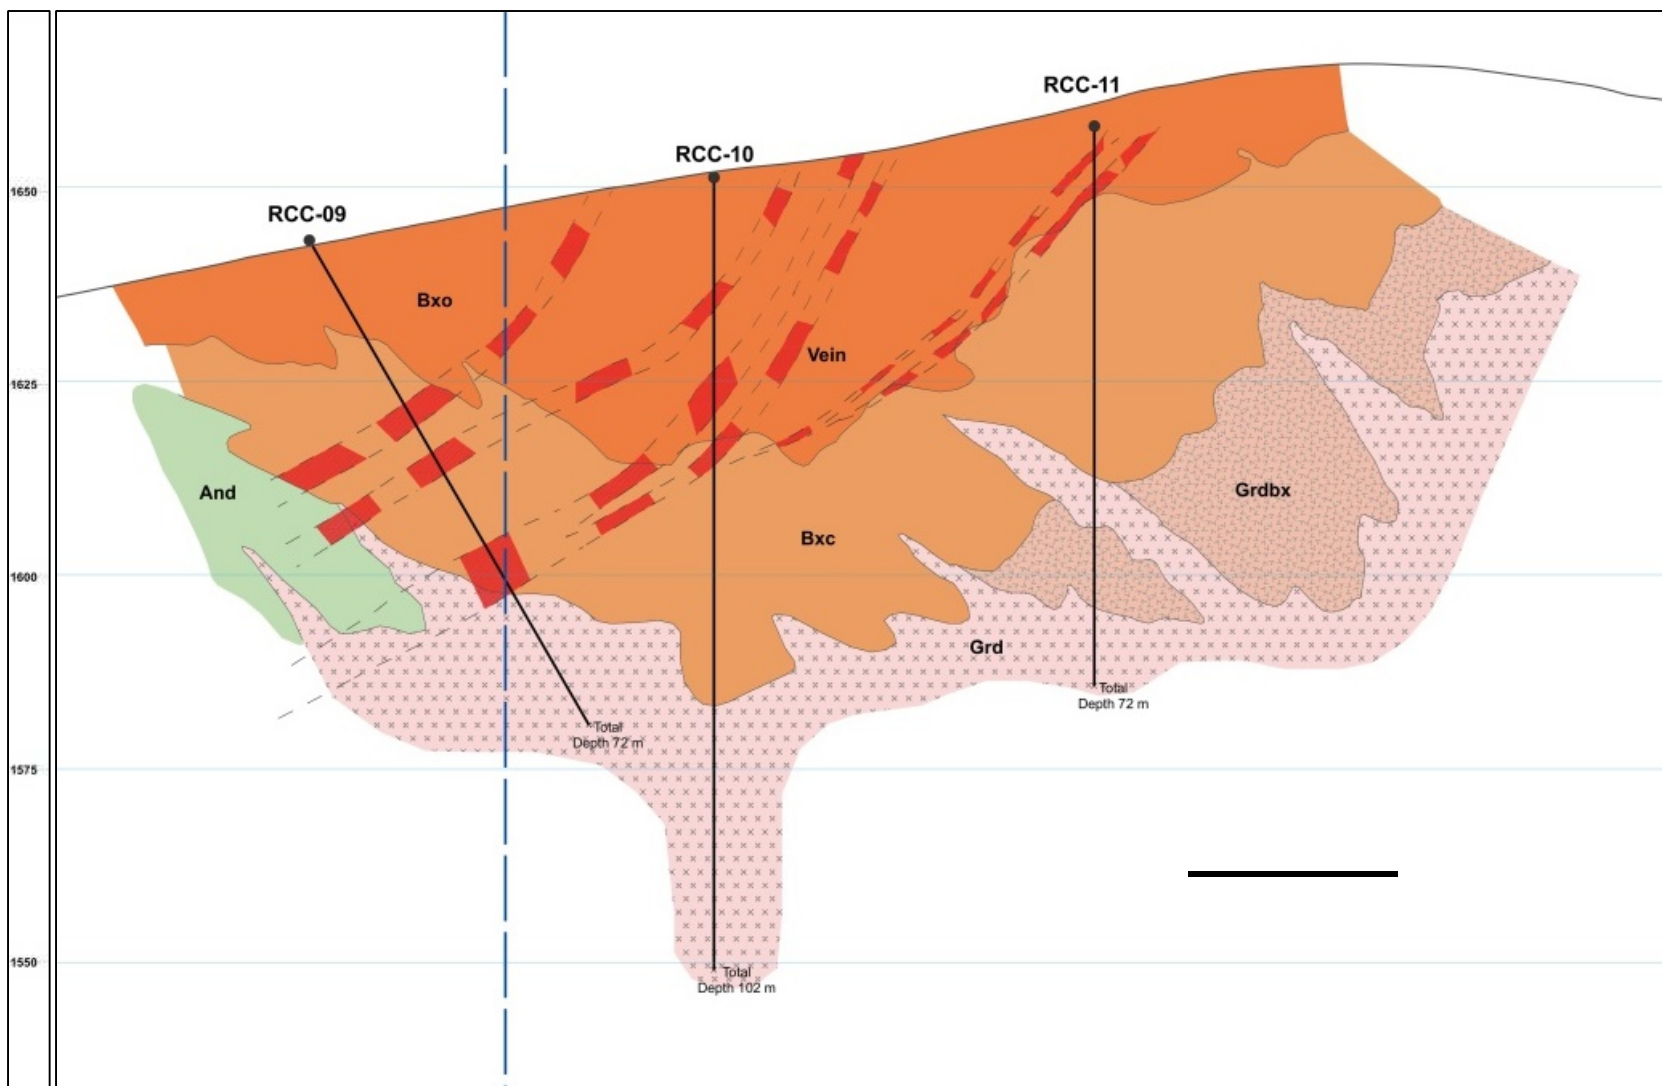 RCC-11
RCC-10
1650
RCC-09
Bxo
Vein
1625
And
Grdbx
Bxc
1600
Grd
Total
Depth 72 m
Total
Depth 72 m
1575
1550
Total
Depth 102 m